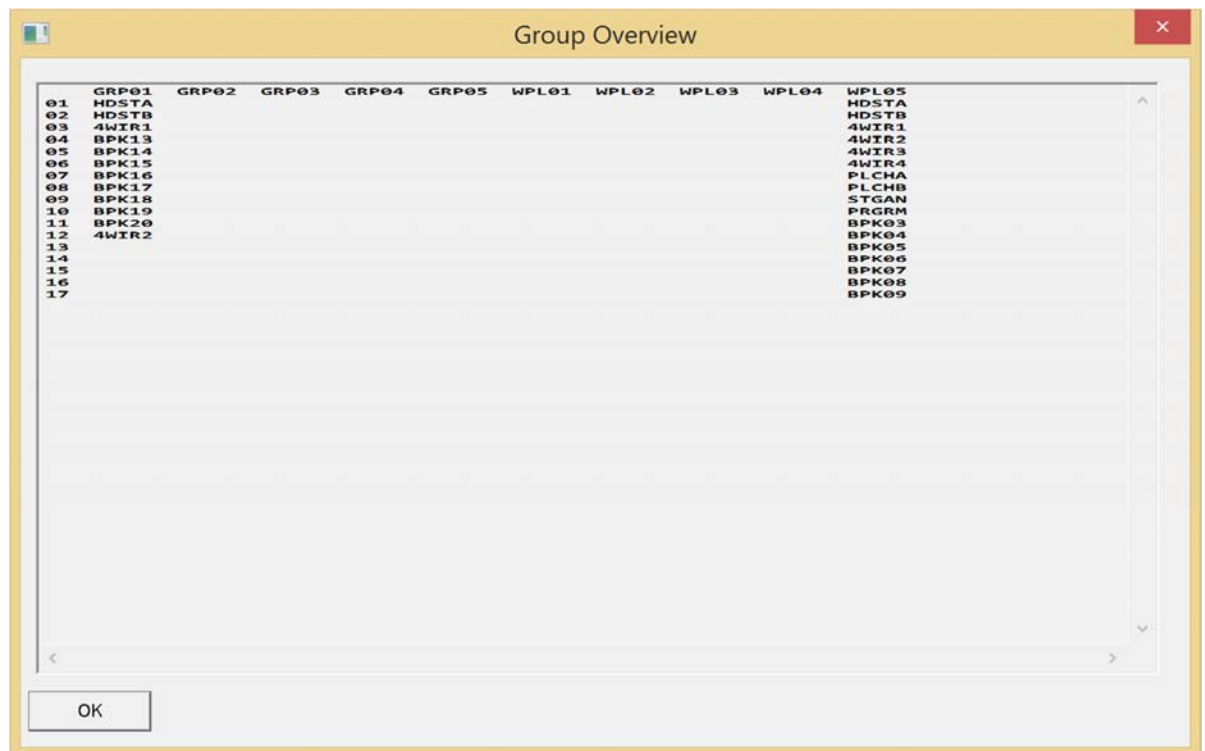 Group Overview
GRP01 GRP02 GRP03 GRP04 GRP05 WPL01 WPL02 WPL03 WPL04 WPL05
01 HDSTA HDSTA
02 HDSTB HDSTB
03 4WIR1 4WIR1
04 BPK13 4WIR2
05 BPK14 4WIR3
06 BPK15 4WIR4
07 BPK16 PLCHA
08 BPK17 PLCHB
09 BPK18 STGAN
10 BPK19 PRGRM
11 BPK20 BPK03
12 4WIR2 BPK04
13 BPK05
14 BPK06
15 BPK07
16 BPK08
17 BPK09
OK